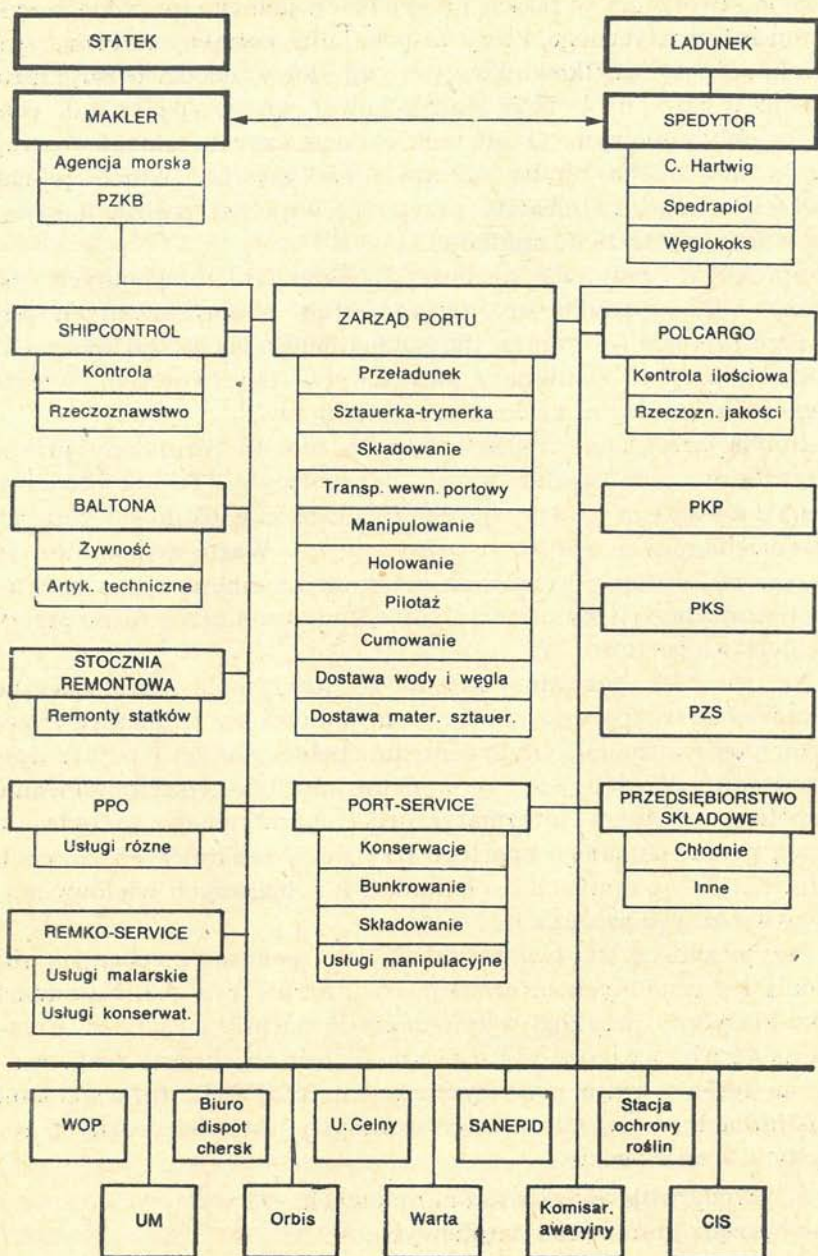 STATEK
ŁADUNEK
MAKLER
SPEDYTOR
Agencja morska
PZKB
C. Hartwig
Spedrapiol
Węglokoks
SHIPCONTROL
ZARZĄD PORTU
POLCARGO
Kontrola
Rzeczoznawstwo
Przeładunek
Sztauerka-trymerka
Składowanie
Transp. wewn. portowy
Manipulowanie
Holowanie
Pilotaż
Cumowanie
Dostawa wody i węgla
Dostawa mater. sztauer.
Kontrola ilościowa
Rzeczozn. jakości
BALTONA
Żywność
Artyk. techniczne
PKP
PKS
STOCZNIA
REMONTOWA
Remonty statków
PZS
PPO
Usługi rózne
PORT-SERVICE
Konserwacje
Bunkrowanie
Składowanie
Usługi manipulacyjne
PRZEDSIĘBIORSTWO
SKŁADOWE
Chłodnie
Inne
REMKO-SERVICE
Usługi malarskie
Usługi konserwat.
WOP
Biuro
dispot
chersk
U. Celny
SANEPID
Stacja
ochrony
roślin
UM
Orbis
Warta
Komisar.
awaryjny
CIS